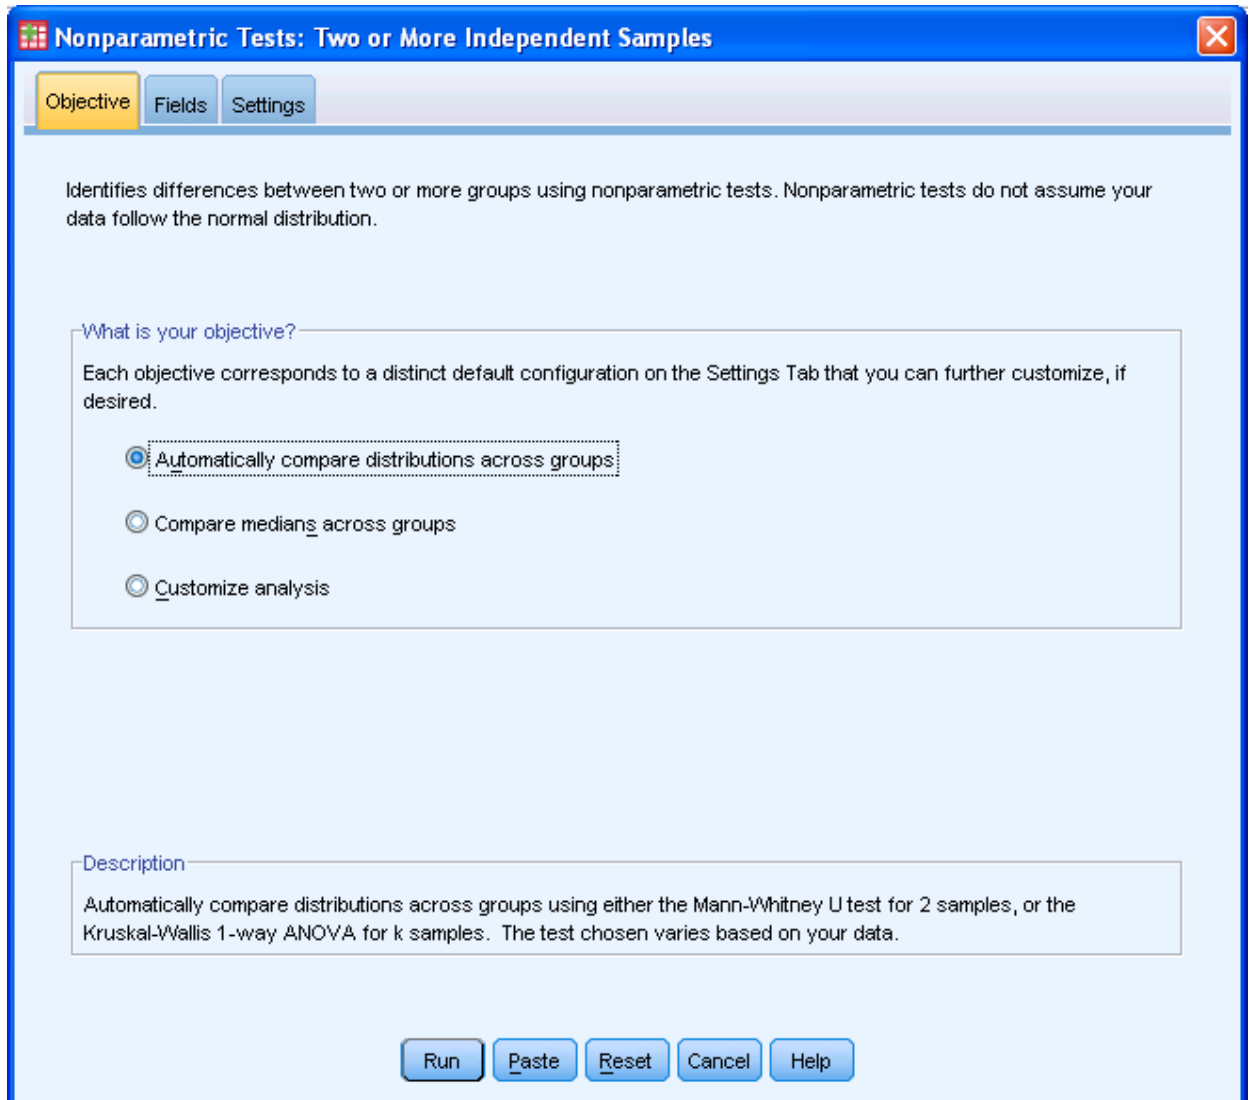 Nonparametric Tests: Two or More Independent Samples
Objective Fields Settings
Identifies differences between two or more groups using nonparametric tests. Nonparametric tests do not assume your
data follow the normal distribution.
What is your objective?
Each objective corresponds to a distinct default configuration on the Settings Tab that you can further customize, if
desired.
Automatically compare distributions across groups
Compare medians across groups
Customize analysis
Description
Automatically compare distributions across groups using either the Mann-Whitney U test for 2 samples, or the
Kruskal-Wallis 1-way ANOVA for k samples. The test chosen varies based on your data.
Run Paste Reset Cancel Help